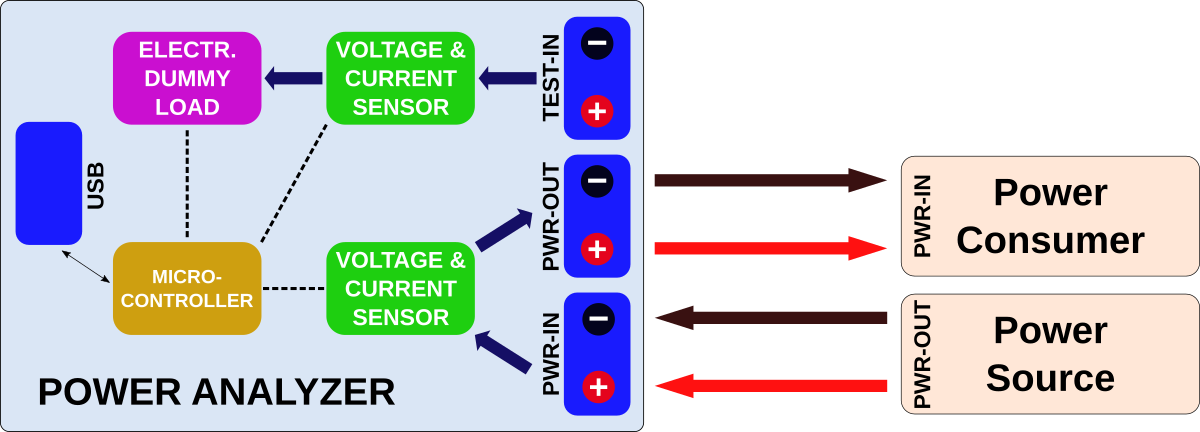 ELECTR.
DUMMY
LOAD
VOLTAGE &
CURRENT
SENSOR
TEST-IN
−
+
USB
PWR-OUT
−
+
MICRO-
CONTROLLER
VOLTAGE &
CURRENT
SENSOR
PWR-IN
−
+
POWER ANALYZER
PWR-IN
Power
Consumer
PWR-OUT
Power
Source